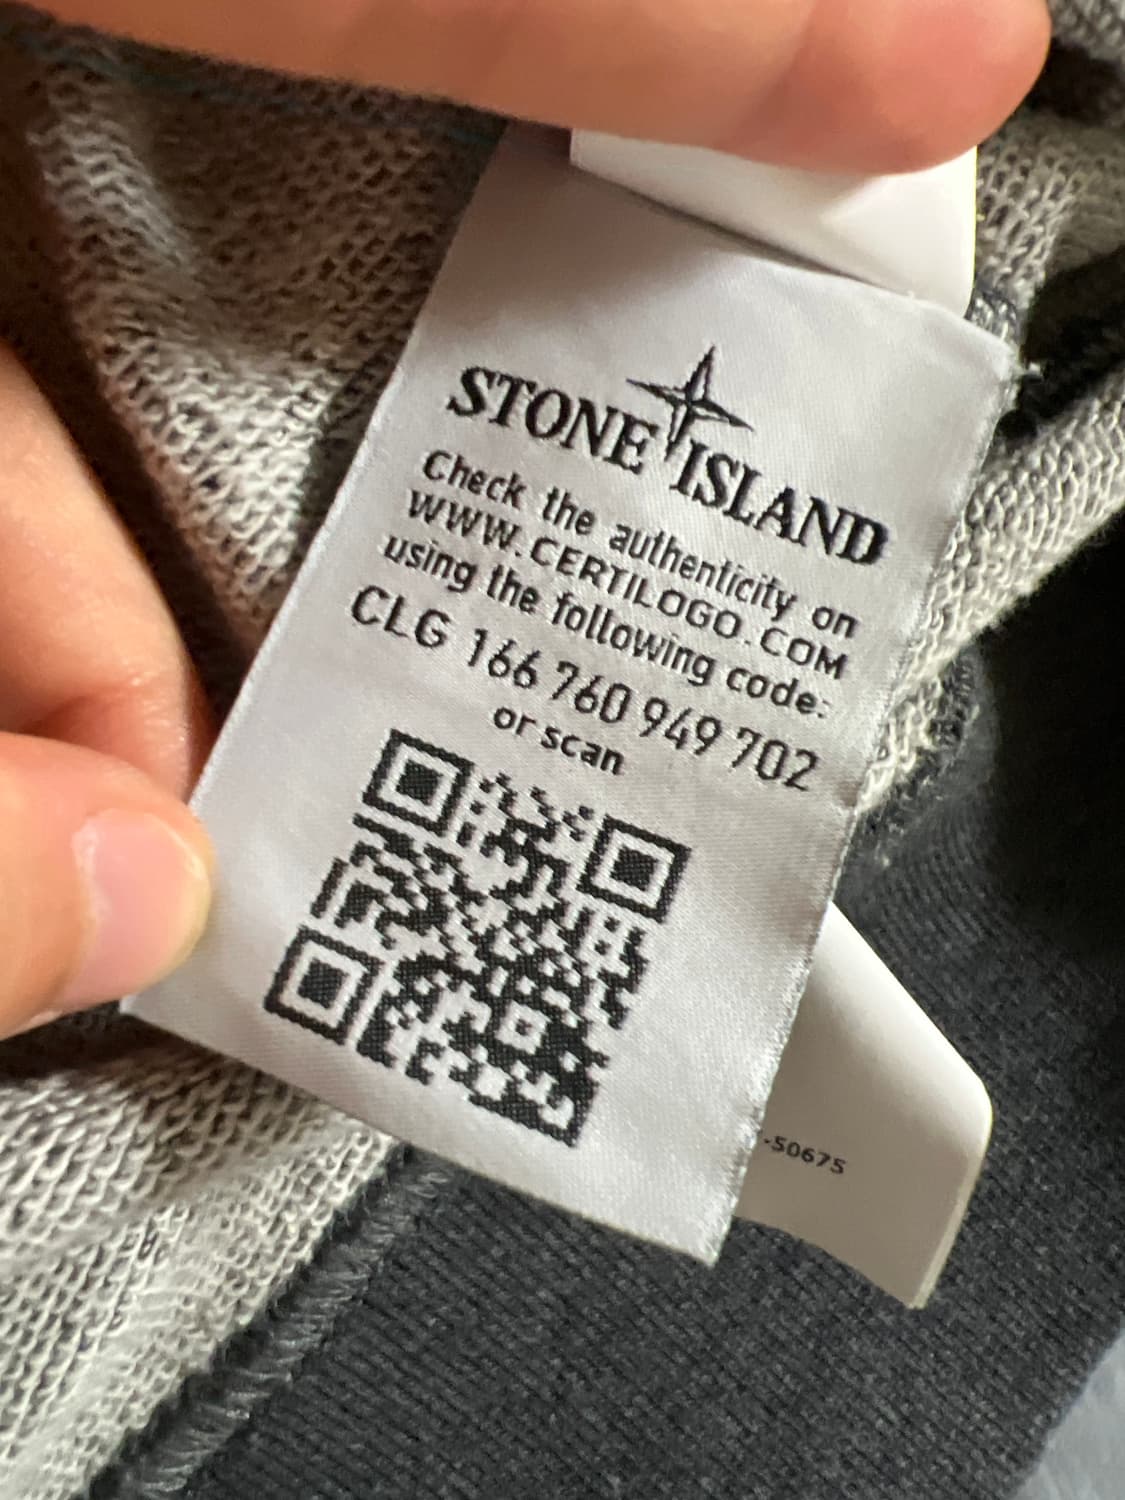 STONE ISLAND
Check the authenticity on
WWW.CERTILOGO.COM
using the following code:
CLG 166 760 949 702
or scan
-50675